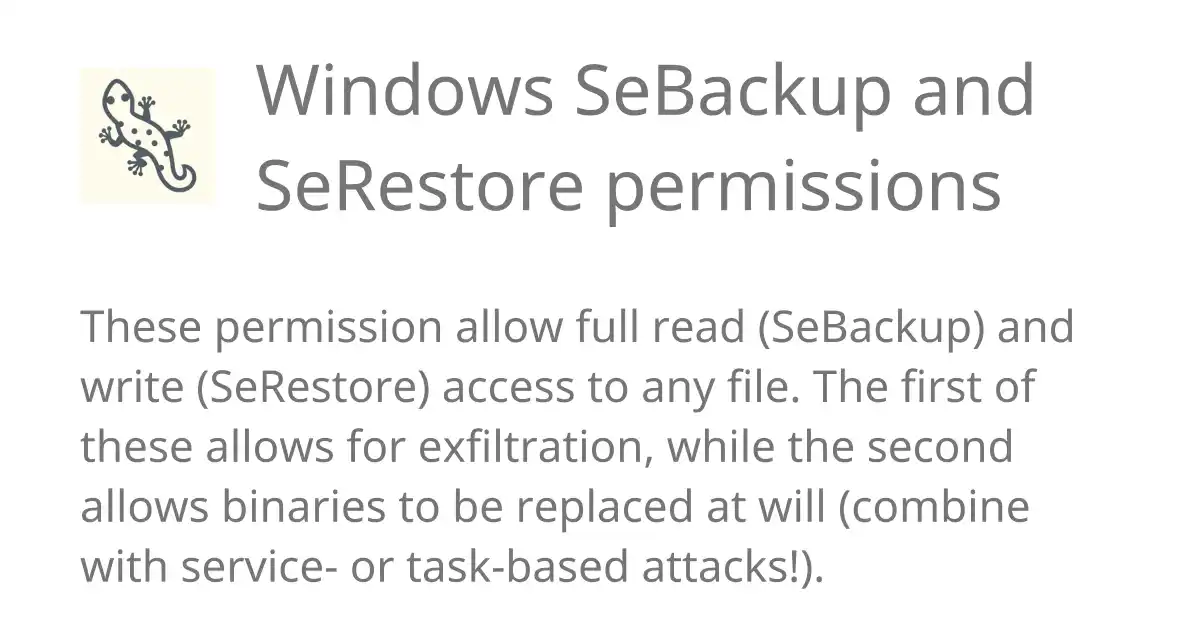 Windows SeBackup and
SeRestore permissions
These permission allow full read (SeBackup) and
write (SeRestore) access to any file. The first of
these allows for exfiltration, while the second
allows binaries to be replaced at will (combine
with service- or task-based attacks!).